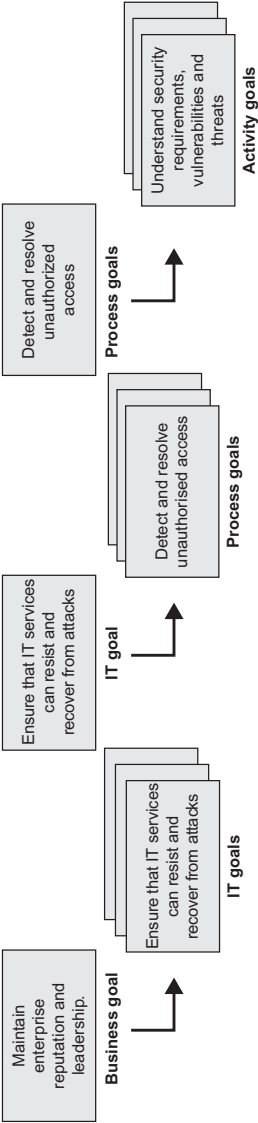 Maintain
enterprise
reputation and
leadership.
Business goal
Ensure that IT services
can resist and
recover from attacks
IT goals
Ensure that IT services
can resist and
recover from attacks
IT goal
Detect and resolve
unauthorised access
Process goals
Detect and resolve
unauthorized
access
Process goals
Understand security
requirements,
vulnerabilities and
threats
Activity goals